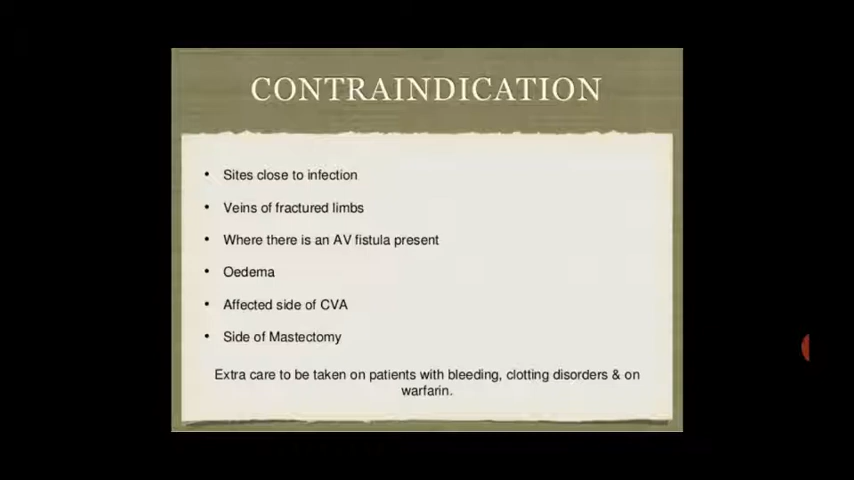 CONTRAINDICATION
• Sites close to infection
• Veins of fractured limbs
• Where there is an AV fistula present
• Oedema
• Affected side of CVA
• Side of Mastectomy
Extra care to be taken on patients with bleeding, clotting disorders & on
warfarin.